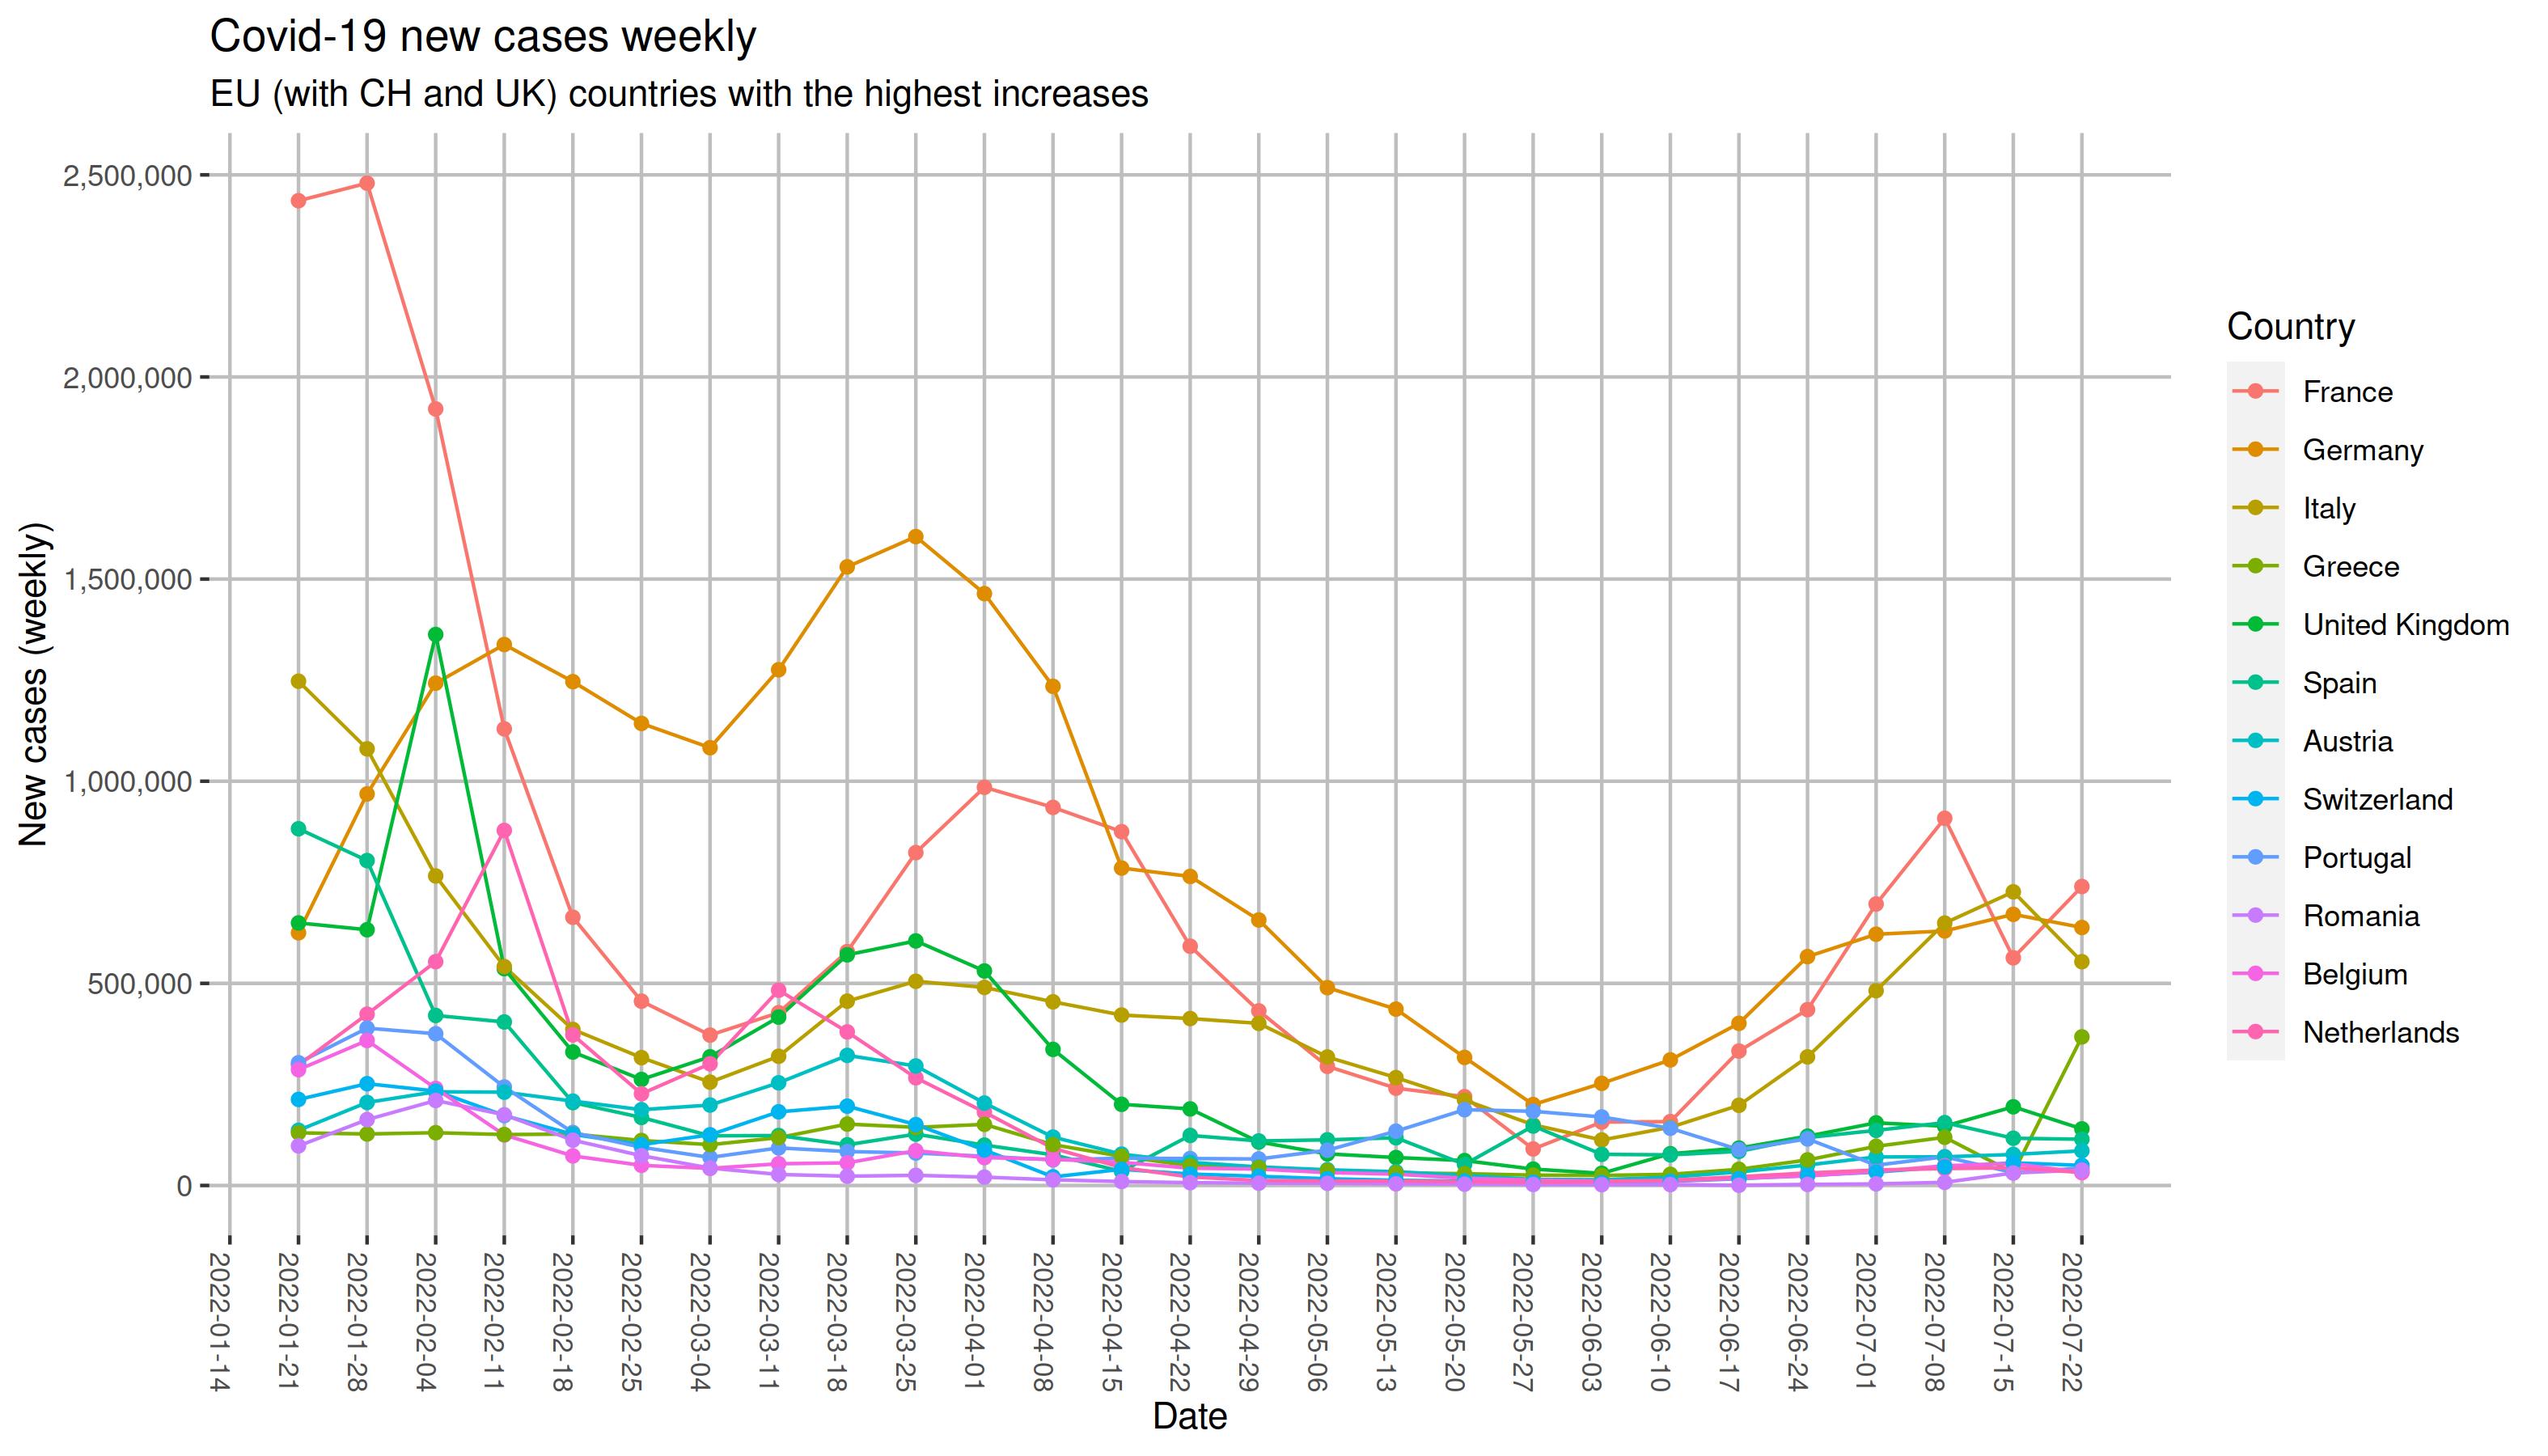 Covid-19 new cases weekly
EU (with CH and UK) countries with the highest increases
New cases (weekly)
2,500,000
2,000,000
1,500,000
1,000,000
500,000
0
2022-01-14
2022-01-21
2022-01-28
2022-02-04
2022-02-11
2022-02-18
2022-02-25
2022-03-04
2022-03-11
2022-03-18
2022-03-25
2022-04-01
2022-04-08
2022-04-15
2022-04-22
2022-04-29
2022-05-06
2022-05-13
2022-05-20
2022-05-27
2022-06-03
2022-06-10
2022-06-17
2022-06-24
2022-07-01
2022-07-08
2022-07-15
2022-07-22
Date
Country
France
Germany
Italy
Greece
United Kingdom
Spain
Austria
Switzerland
Portugal
Romania
Belgium
Netherlands